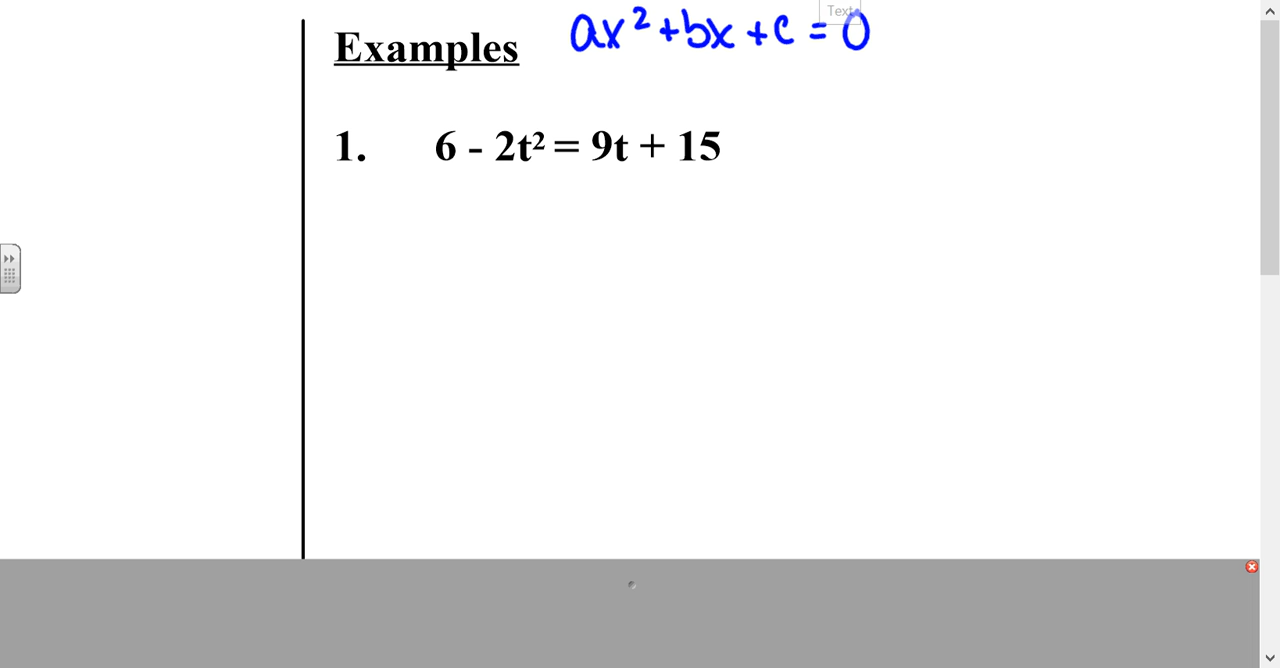 Text
Examples ax² + bx + c = 0
1. 6 - 2t² = 9t + 15